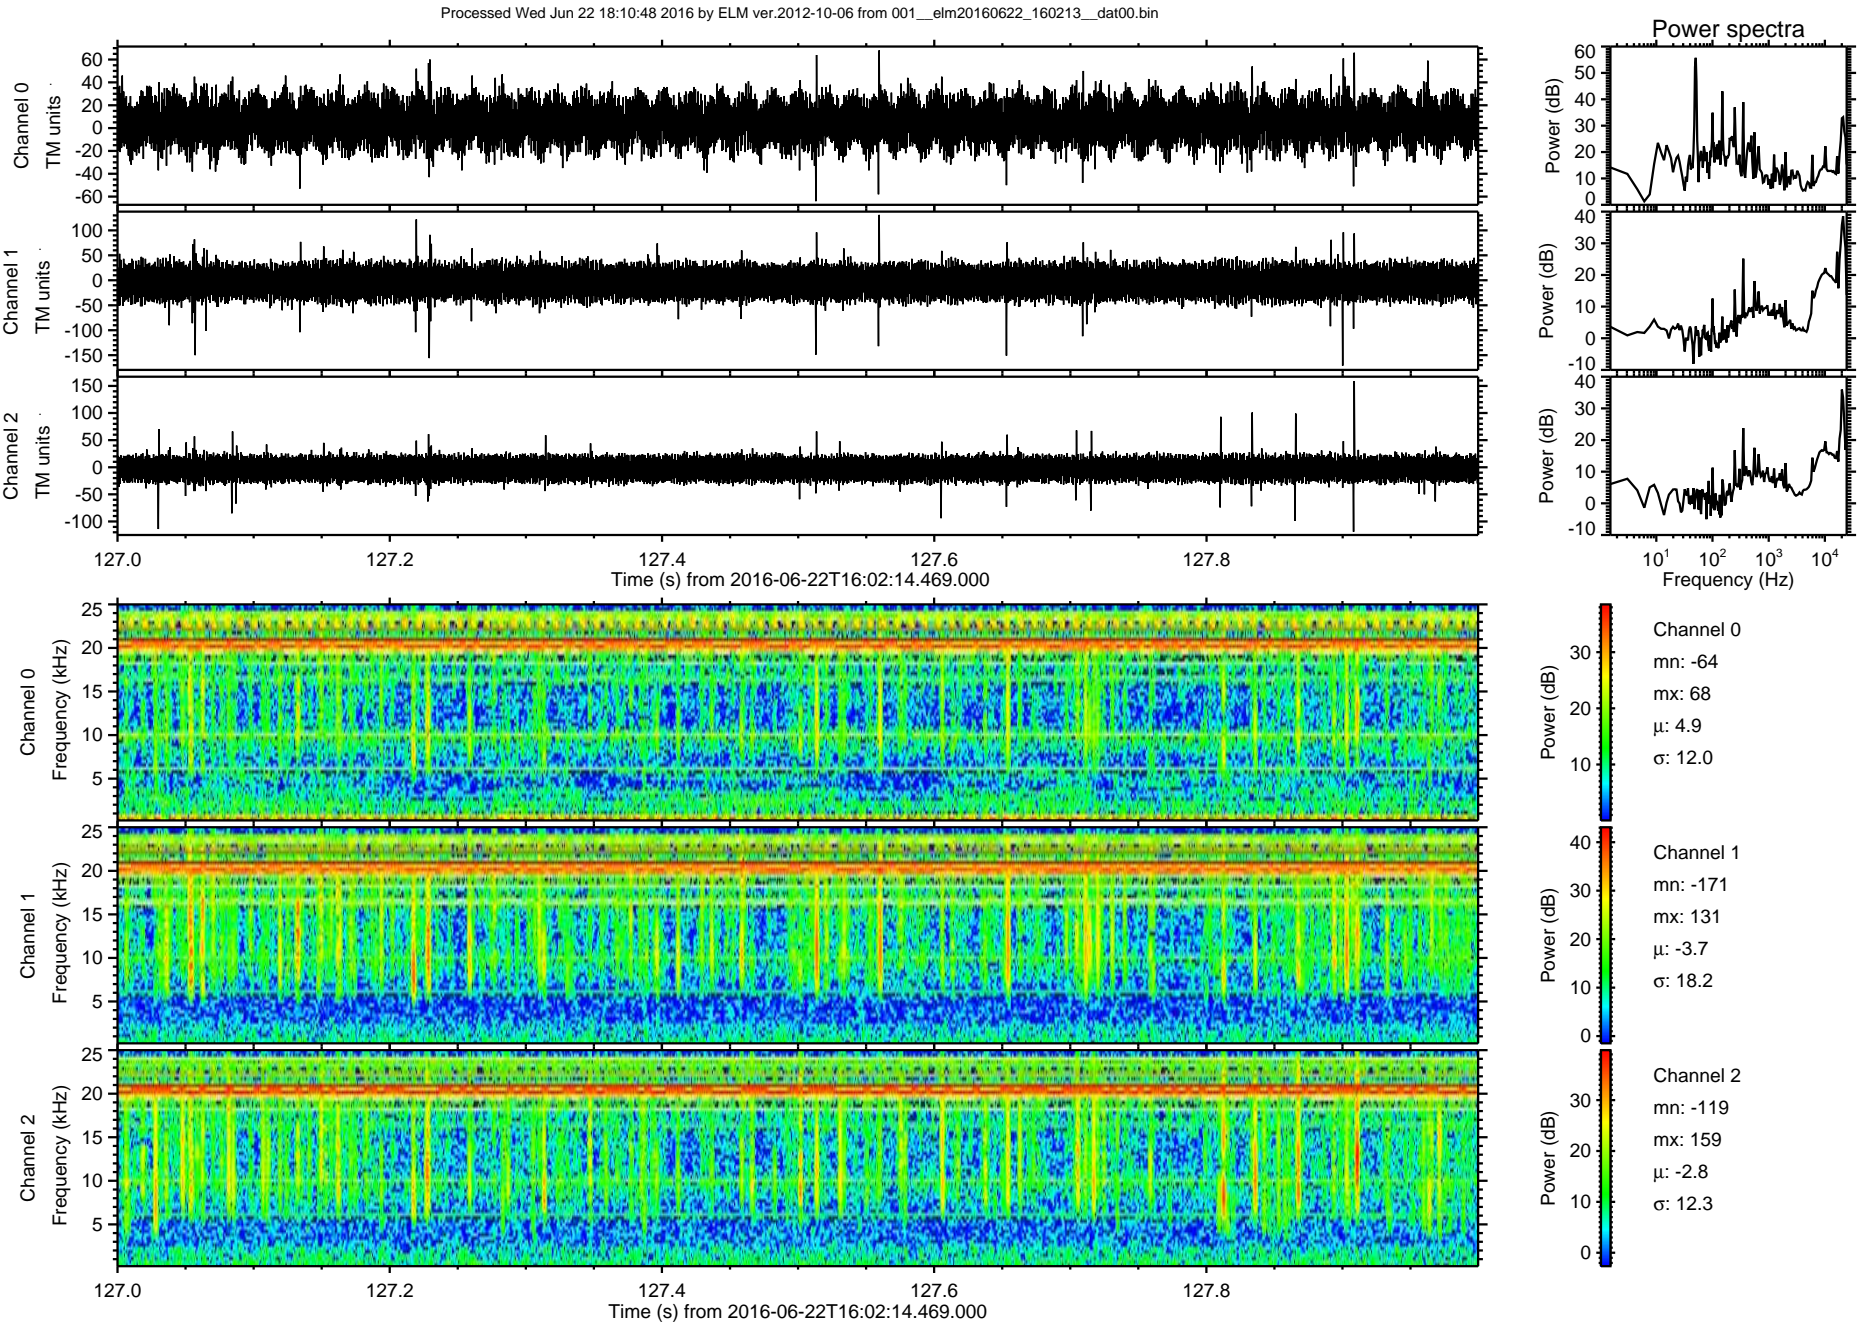 Processed Wed Jun 22 18:10:48 2016 by ELM ver.2012-10-06 from 001__elm20160622_160213__dat00.bin
Power spectra
Channel 0
TM units
60
40
20
0
-20
-40
-60
Power (dB)
60
50
40
30
20
10
0
Channel 1
TM units
100
50
0
-50
-100
-150
Power (dB)
40
30
20
10
0
-10
Channel 2
TM units
150
100
50
0
-50
-100
Power (dB)
40
30
20
10
0
-10
127.0 127.2 127.4 127.6 127.8
Time (s) from 2016-06-22T16:02:14.469.000
10¹ 10² 10³ 10⁴
Frequency (Hz)
Channel 0
Frequency (kHz)
25
20
15
10
5
Power (dB)
30
20
10
Channel 0
mn: -64
mx: 68
μ: 4.9
σ: 12.0
Channel 1
Frequency (kHz)
25
20
15
10
5
Power (dB)
40
30
20
10
0
Channel 1
mn: -171
mx: 131
μ: -3.7
σ: 18.2
Channel 2
Frequency (kHz)
25
20
15
10
5
Power (dB)
30
20
10
0
Channel 2
mn: -119
mx: 159
μ: -2.8
σ: 12.3
127.0 127.2 127.4 127.6 127.8
Time (s) from 2016-06-22T16:02:14.469.000